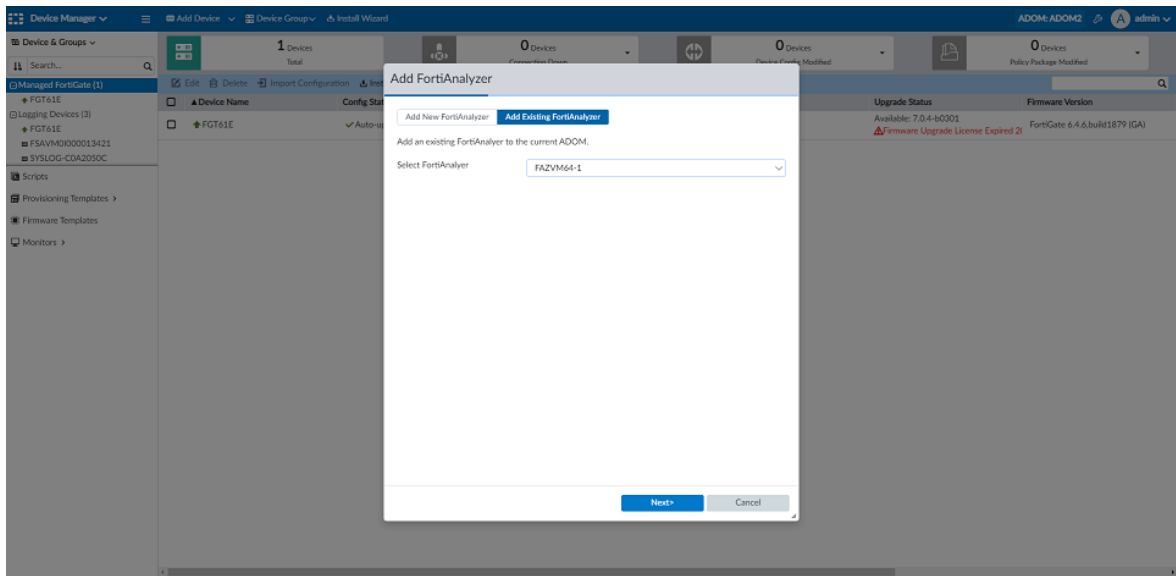 Device Manager
Add Device
Device Group
Install Wizard
ADOM: ADOM2
A
admin
Device & Groups
Search...
Managed FortiGate (1)
FGT61E
Logging Devices (3)
FGT61E
FSAVM0I000013421
SYSLOG-C0A2050C
Scripts
Provisioning Templates
Firmware Templates
Monitors
1 Devices
Total
0 Devices
Connection Down
0 Devices
Device Config Modified
0 Devices
Policy Package Modified
Edit
Delete
Import Configuration
Device Name
Config Stat
Upgrade Status
Firmware Version
FGT61E
Auto-u
Available: 7.0.4-b0301
Firmware Upgrade License Expired 2
FortiGate 6.4.6,build1879 (GA)
Add FortiAnalyzer
Add New FortiAnalyzer
Add Existing FortiAnalyzer
Add an existing FortiAnalyer to the current ADOM.
Select FortiAnalyer
FAZVM64-1
Next>
Cancel